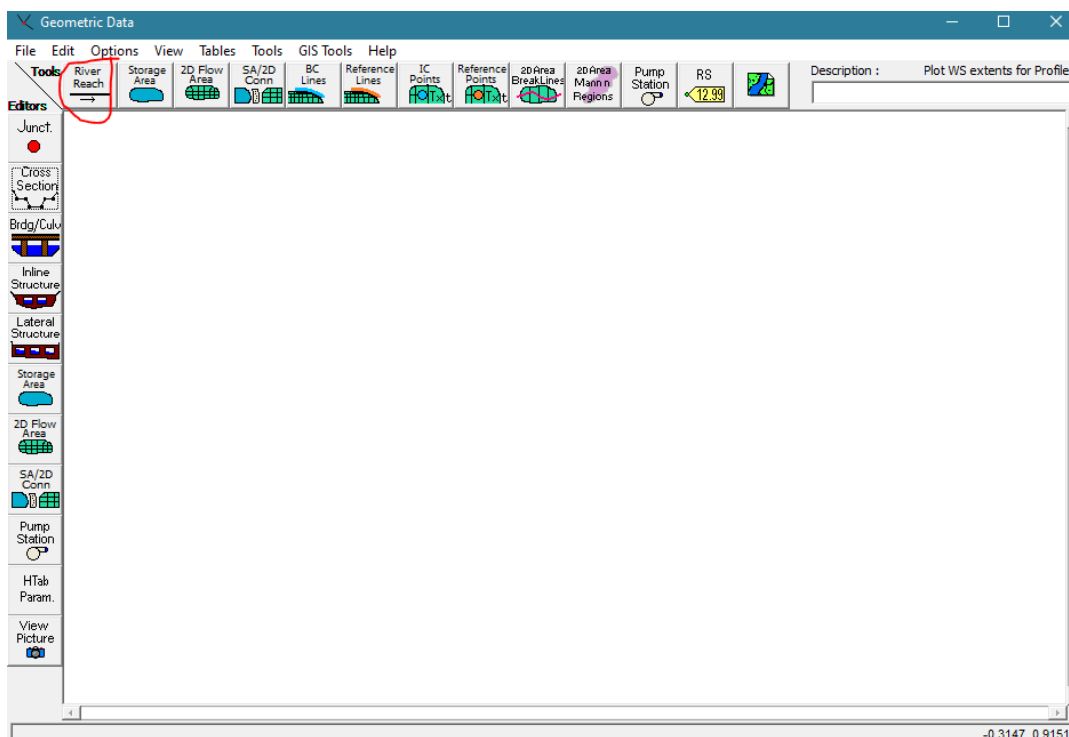 Geometric Data
File Edit Options View Tables Tools GIS Tools Help
Tools
Editors
River
Reach
Storage
Area
2D Flow
Area
SA/2D
Conn
BC
Lines
Reference
Lines
IC
Points
Reference
Points
2D Area
BreakLines
2D Area
Mann n
Regions
Pump
Station
RS
12.99
Description :
Plot WS extents for Profile
Junct.
Cross
Section
Brdg/Culv
Inline
Structure
Lateral
Structure
Storage
Area
2D Flow
Area
SA/2D
Conn
Pump
Station
HTab
Param.
View
Picture
-0.3147, 0.9151